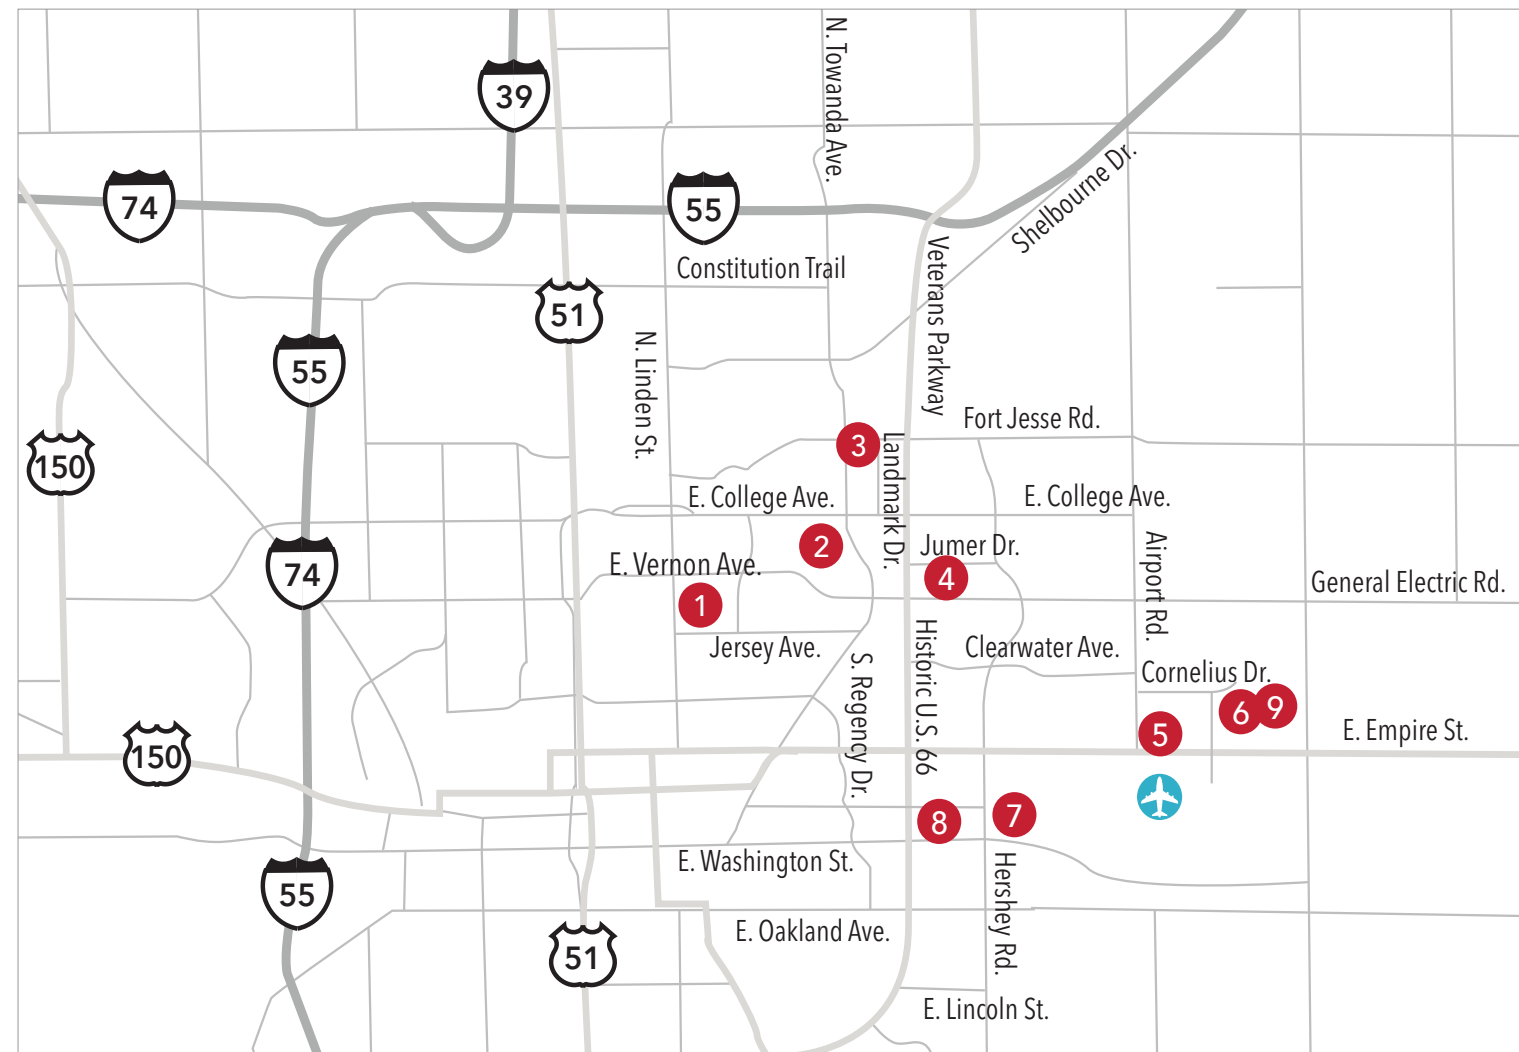 N. Towanda Ave.
39
74
55
Shelbourne Dr.
Constitution Trail
Veterans Parkway
51
N. Linden St.
55
Fort Jesse Rd.
3
Landmark Dr.
150
E. College Ave.
E. College Ave.
2
Jumer Dr.
Airport Rd.
E. Vernon Ave.
74
4
General Electric Rd.
1
Jersey Ave.
Historic U.S. 66
Clearwater Ave.
S. Regency Dr.
Cornelius Dr.
6
9
5
E. Empire St.
150
8
7
E. Washington St.
Hershey Rd.
55
E. Oakland Ave.
51
E. Lincoln St.